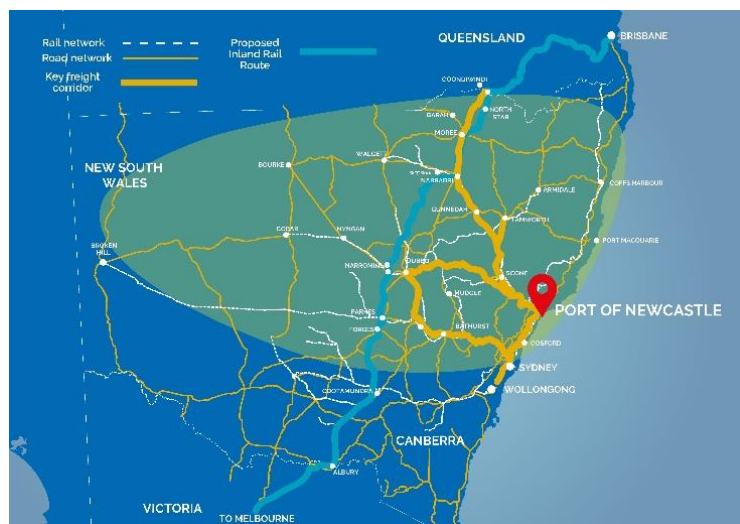 Rail network
Road network
Key freight
corridor
Proposed
Inland Rail
Route
QUEENSLAND
BRISBANE
NORTH
STAR
MOREE
NEW SOUTH
WALES
BOURKE
WALGETT
NARRABRI
ARMIDALE
COFFS HARBOUR
GUNNEDAH
TAMWORTH
COBAR
NYNGAN
PORT MACQUARIE
BROKEN
HILL
NARROMINE
DUBBO
SCONE
MUDGEE
PORT OF NEWCASTLE
PARKES
FORBES
BATHURST
GOSFORD
SYDNEY
WOLLONGONG
COOTAMUNDRA
CANBERRA
ALBURY
VICTORIA
TO MELBOURNE